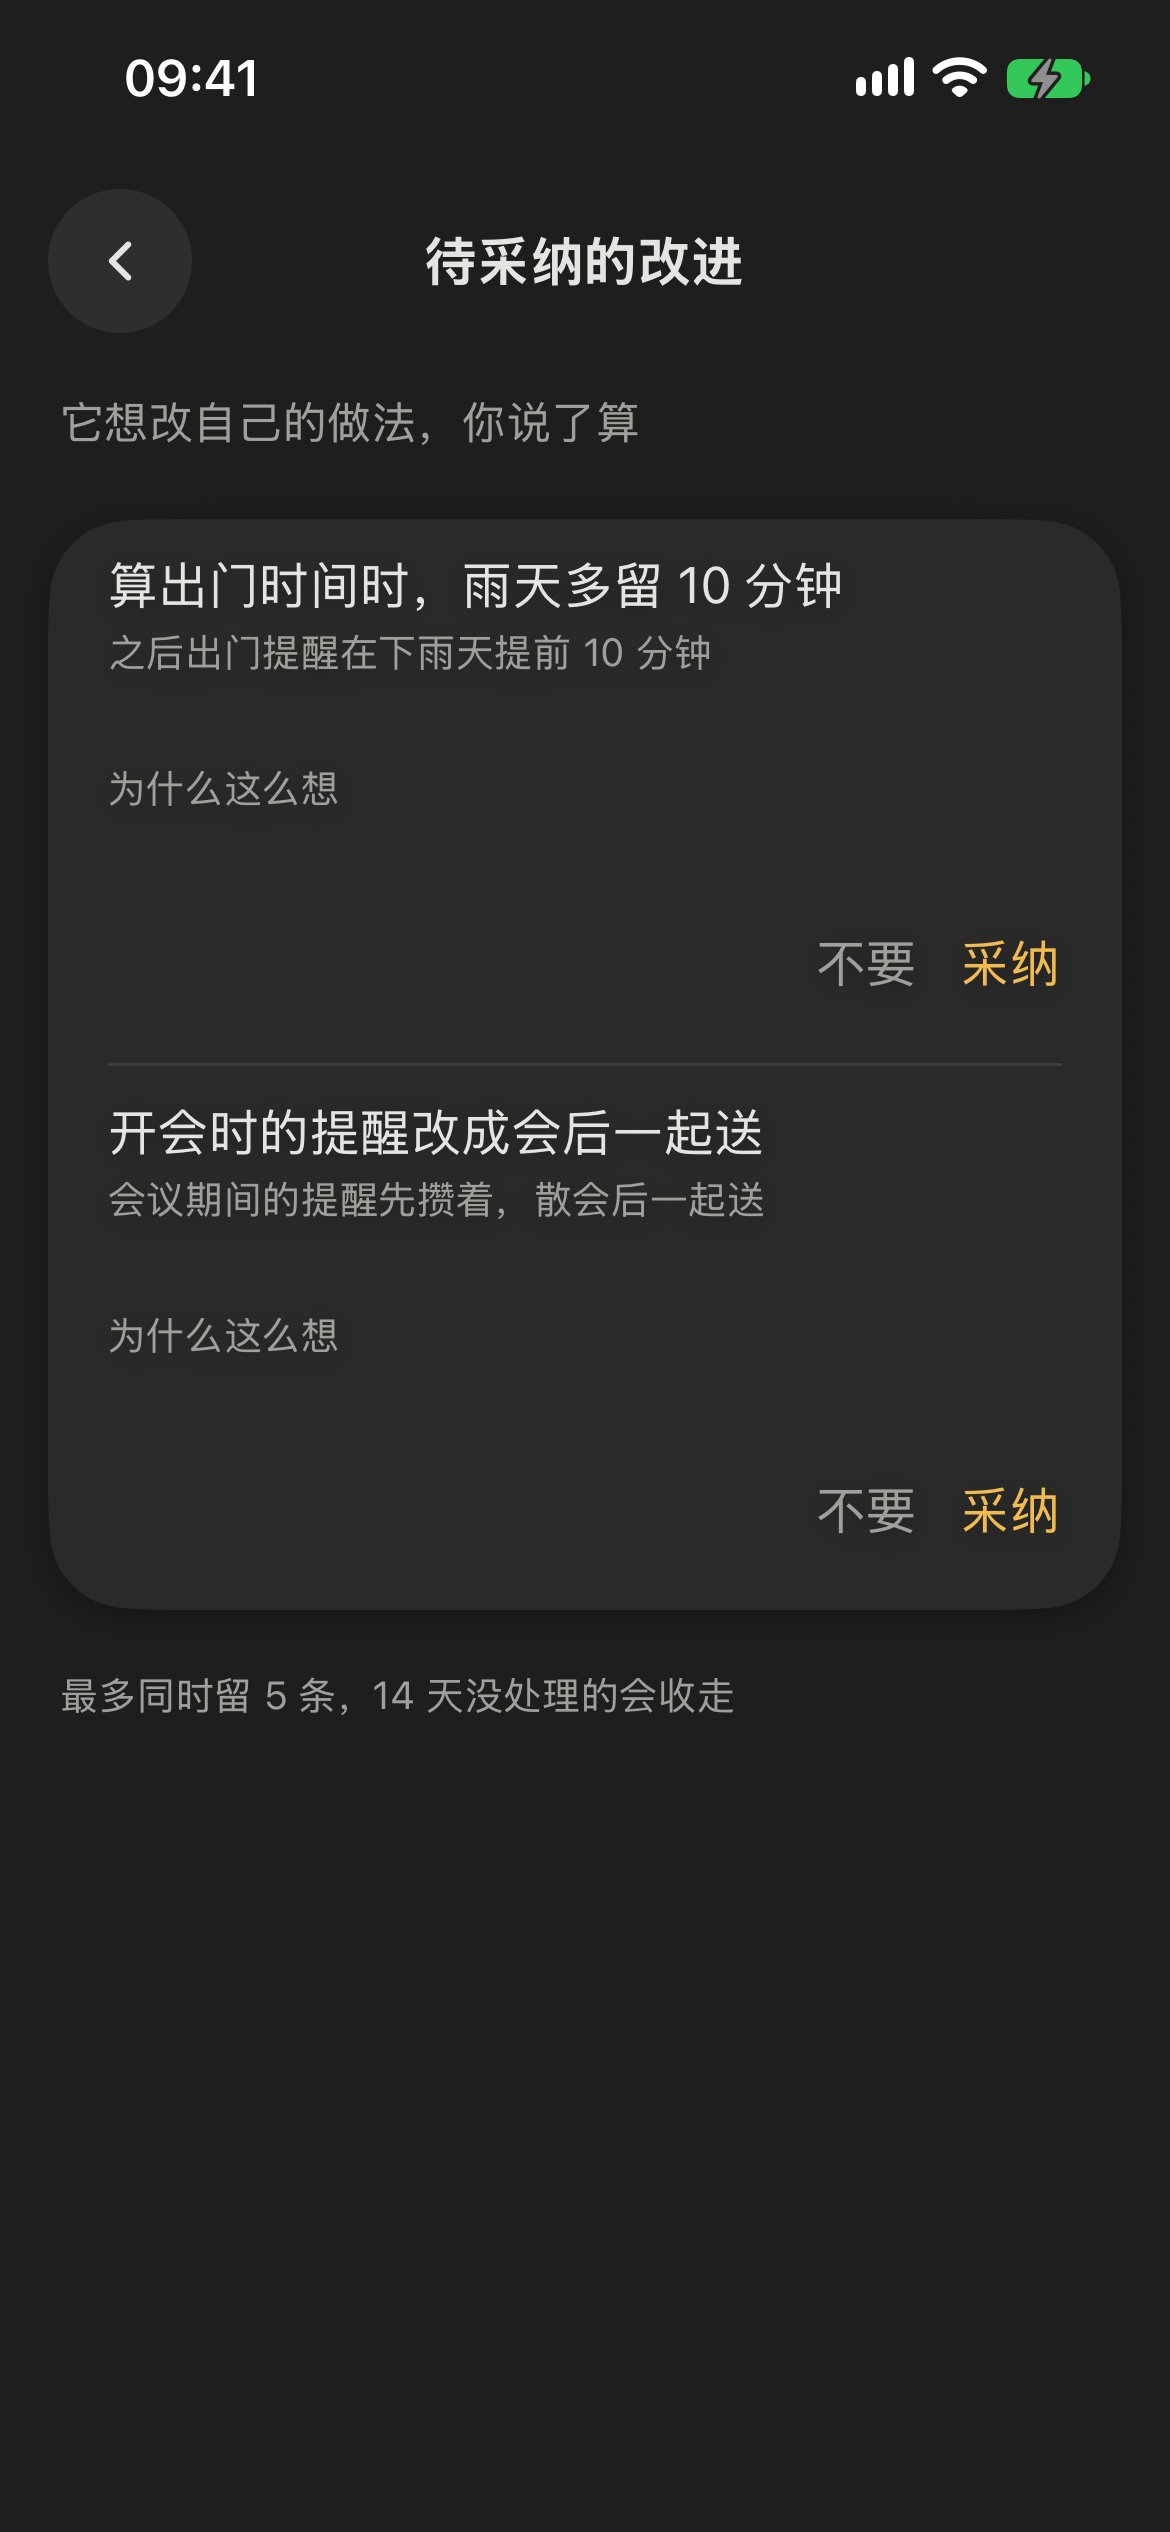 09:41
待采纳的改进
它想改自己的做法，你说了算
算出门时间时，雨天多留 10 分钟
之后出门提醒在下雨天提前 10 分钟
为什么这么想
不要 采纳
开会时的提醒改成会后一起送
会议期间的提醒先攒着，散会后一起送
为什么这么想
不要 采纳
最多同时留 5 条，14 天没处理的会收走